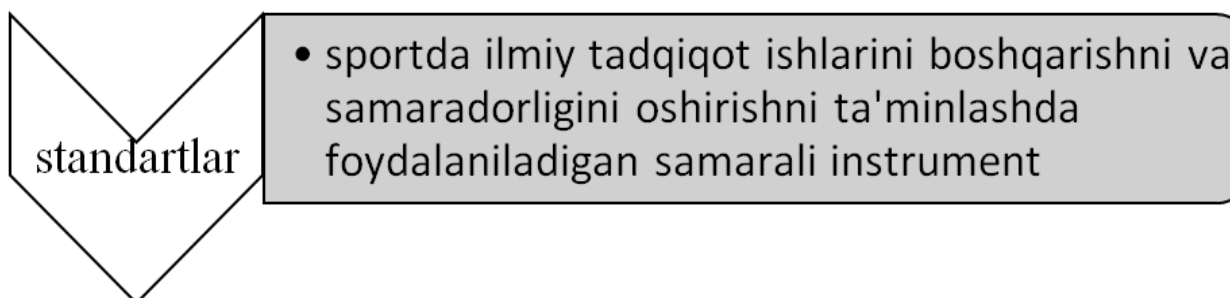 standartlar
• sportda ilmiy tadqiqot ishlarini boshqarishni va
samaradorligini oshirishni ta'minlashda
foydalaniladigan samarali instrument